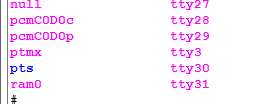 null tty27
pcmC0D0c tty28
pcmC0D0p tty29
ptmx tty3
pts tty30
ram0 tty31
#